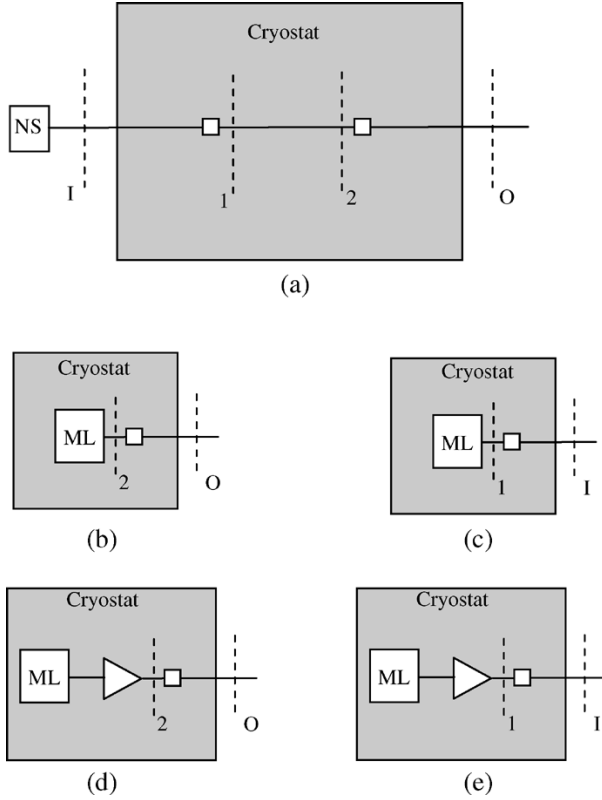 Cryostat
NS
I
1
2
O
(a)
Cryostat
ML
2
O
(b)
Cryostat
ML
1
I
(c)
Cryostat
ML
2
O
(d)
Cryostat
ML
1
I
(e)